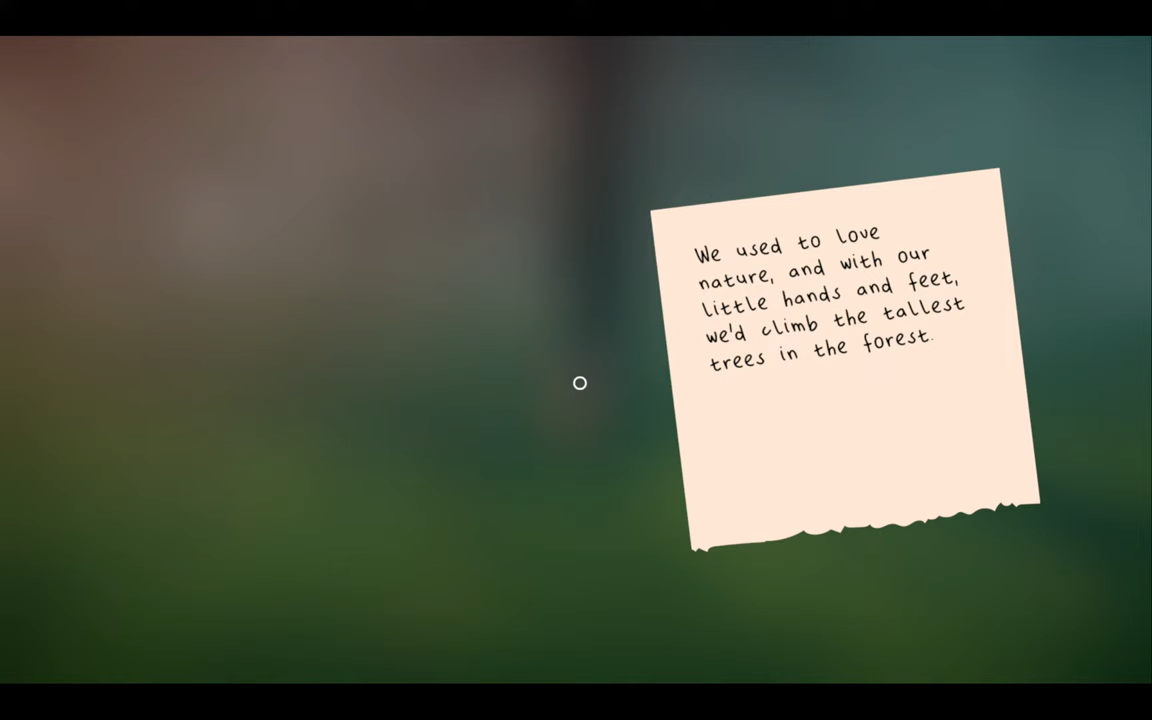 We used to love
nature, and with our
little hands and feet,
we'd climb the tallest
trees in the forest.